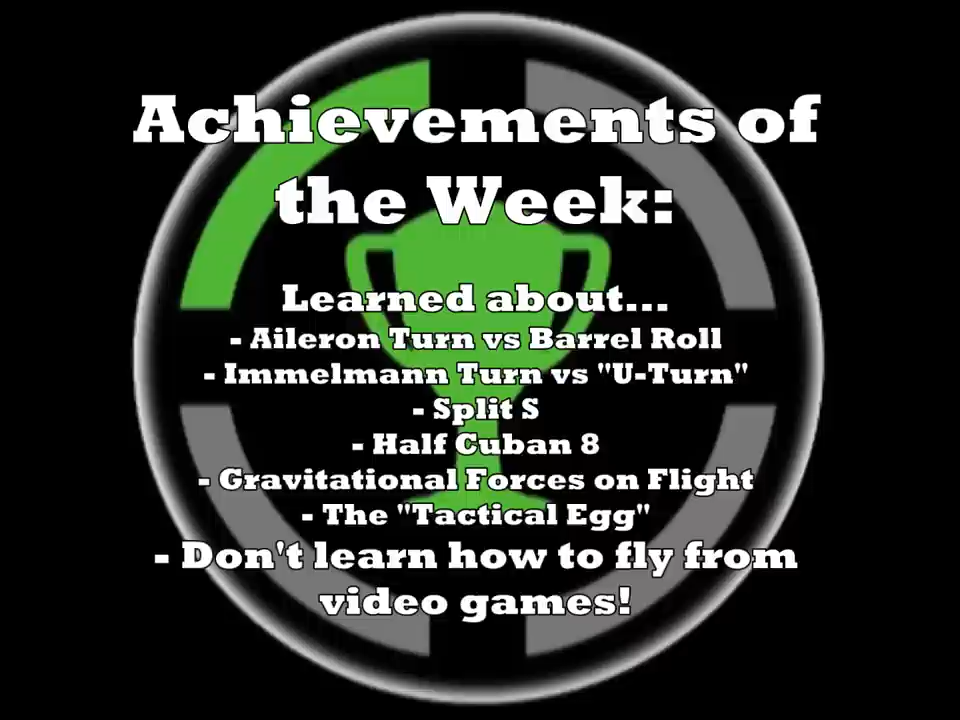 Achievements of
the Week:
Learned about...
- Aileron Turn vs Barrel Roll
- Immelmann Turn vs "U-Turn"
- Split S
- Half Cuban 8
- Gravitational Forces on Flight
- The "Tactical Egg"
- Don't learn how to fly from
video games!